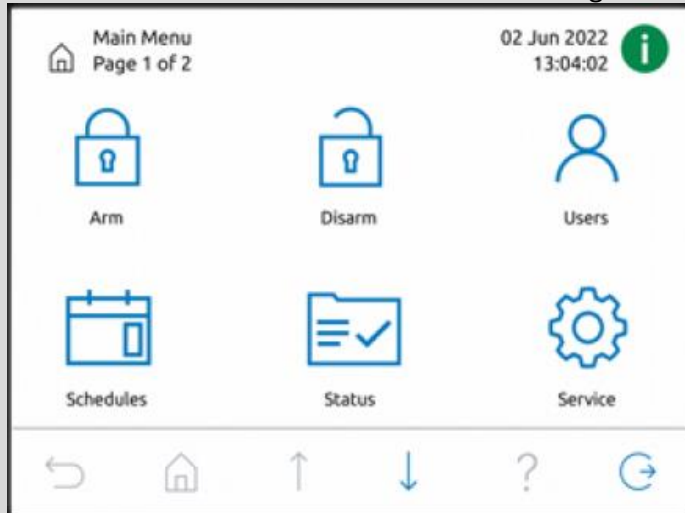 Main Menu
Page 1 of 2
02 Jun 2022
13:04:02
i
Arm
Disarm
Users
Schedules
Status
Service
?